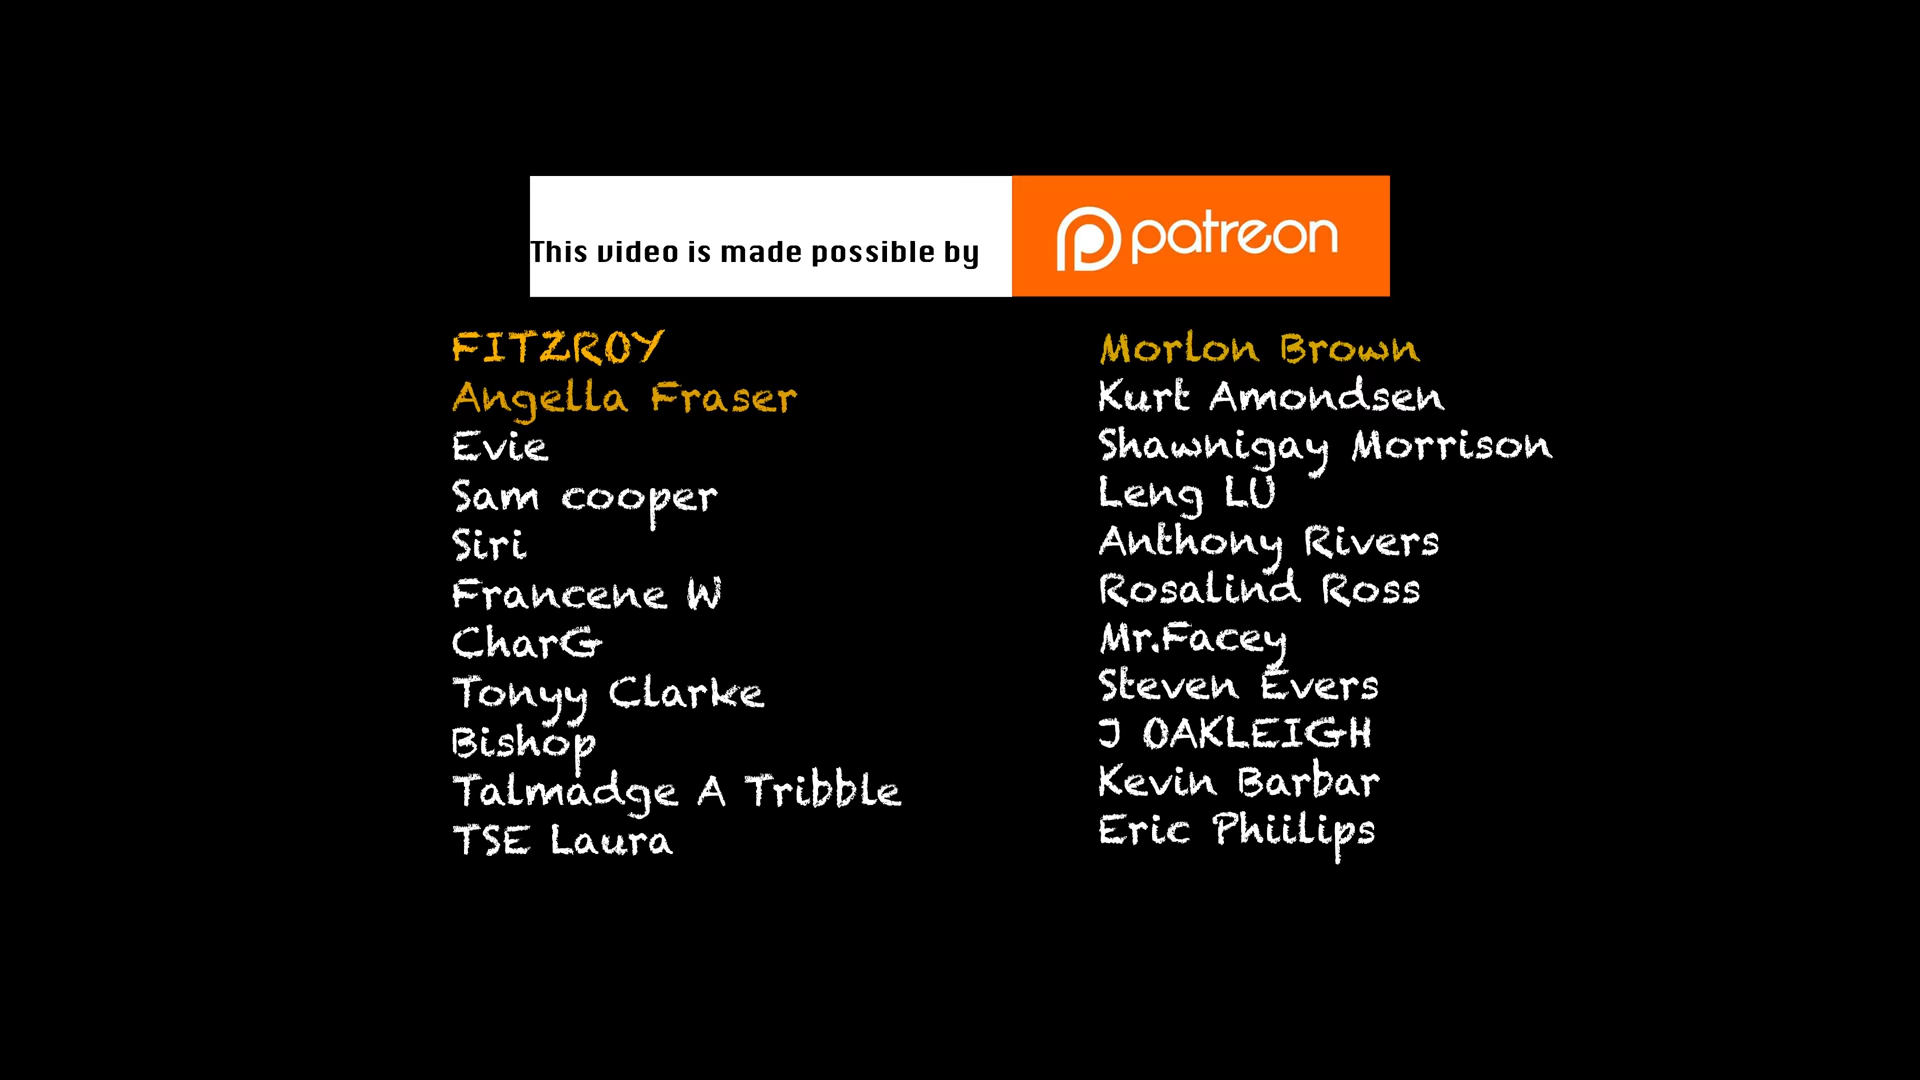 This video is made possible by
patreon
FITZROY
Angella Fraser
Evie
Sam cooper
Siri
Francene W
CharG
Tonyy Clarke
Bishop
Talmadge A Tribble
TSE Laura
Morlon Brown
Kurt Amondsen
Shawnigay Morrison
Leng LU
Anthony Rivers
Rosalind Ross
Mr.Facey
Steven Evers
J OAKLEIGH
Kevin Barbar
Eric Phiilips